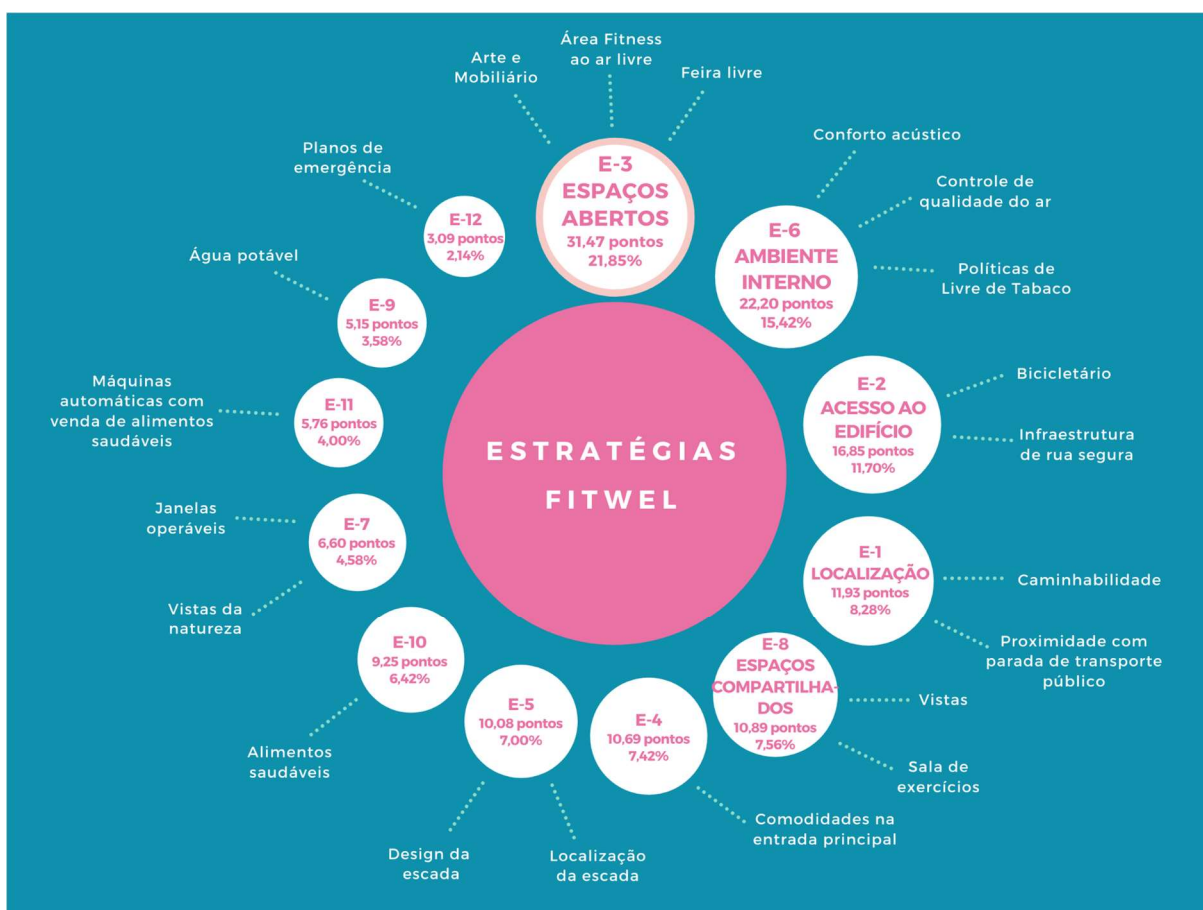 Arte e
Mobiliário
Área Fitness
ao ar livre
Feira livre
E-3
ESPAÇOS
ABERTOS
31,47 pontos
21,85%
Conforto acústico
Controle de
qualidade do ar
Políticas de
Livre de Tabaco
E-6
AMBIENTE
INTERNO
22,20 pontos
15,42%
Bicicletário
Infraestrutura
de rua segura
E-2
ACESSO AO
EDIFÍCIO
16,85 pontos
11,70%
Caminhabilidade
Proximidade com
parada de transporte
público
E-1
LOCALIZAÇÃO
11,93 pontos
8,28%
Vistas
Sala de
exercícios
E-8
ESPAÇOS
COMPARTILHA-
DOS
10,89 pontos
7,56%
Comodidades na
entrada principal
E-4
10,69 pontos
7,42%
Localização
da escada
Design da
escada
E-5
10,08 pontos
7,00%
Alimentos
saudáveis
E-10
9,25 pontos
6,42%
Vistas da
natureza
Janelas
operáveis
E-7
6,60 pontos
4,58%
Máquinas
automáticas com
venda de alimentos
saudáveis
E-11
5,76 pontos
4,00%
Água potável
E-9
5,15 pontos
3,58%
Planos de
emergência
E-12
3,09 pontos
2,14%
ESTRATÉGIAS
FITWEL